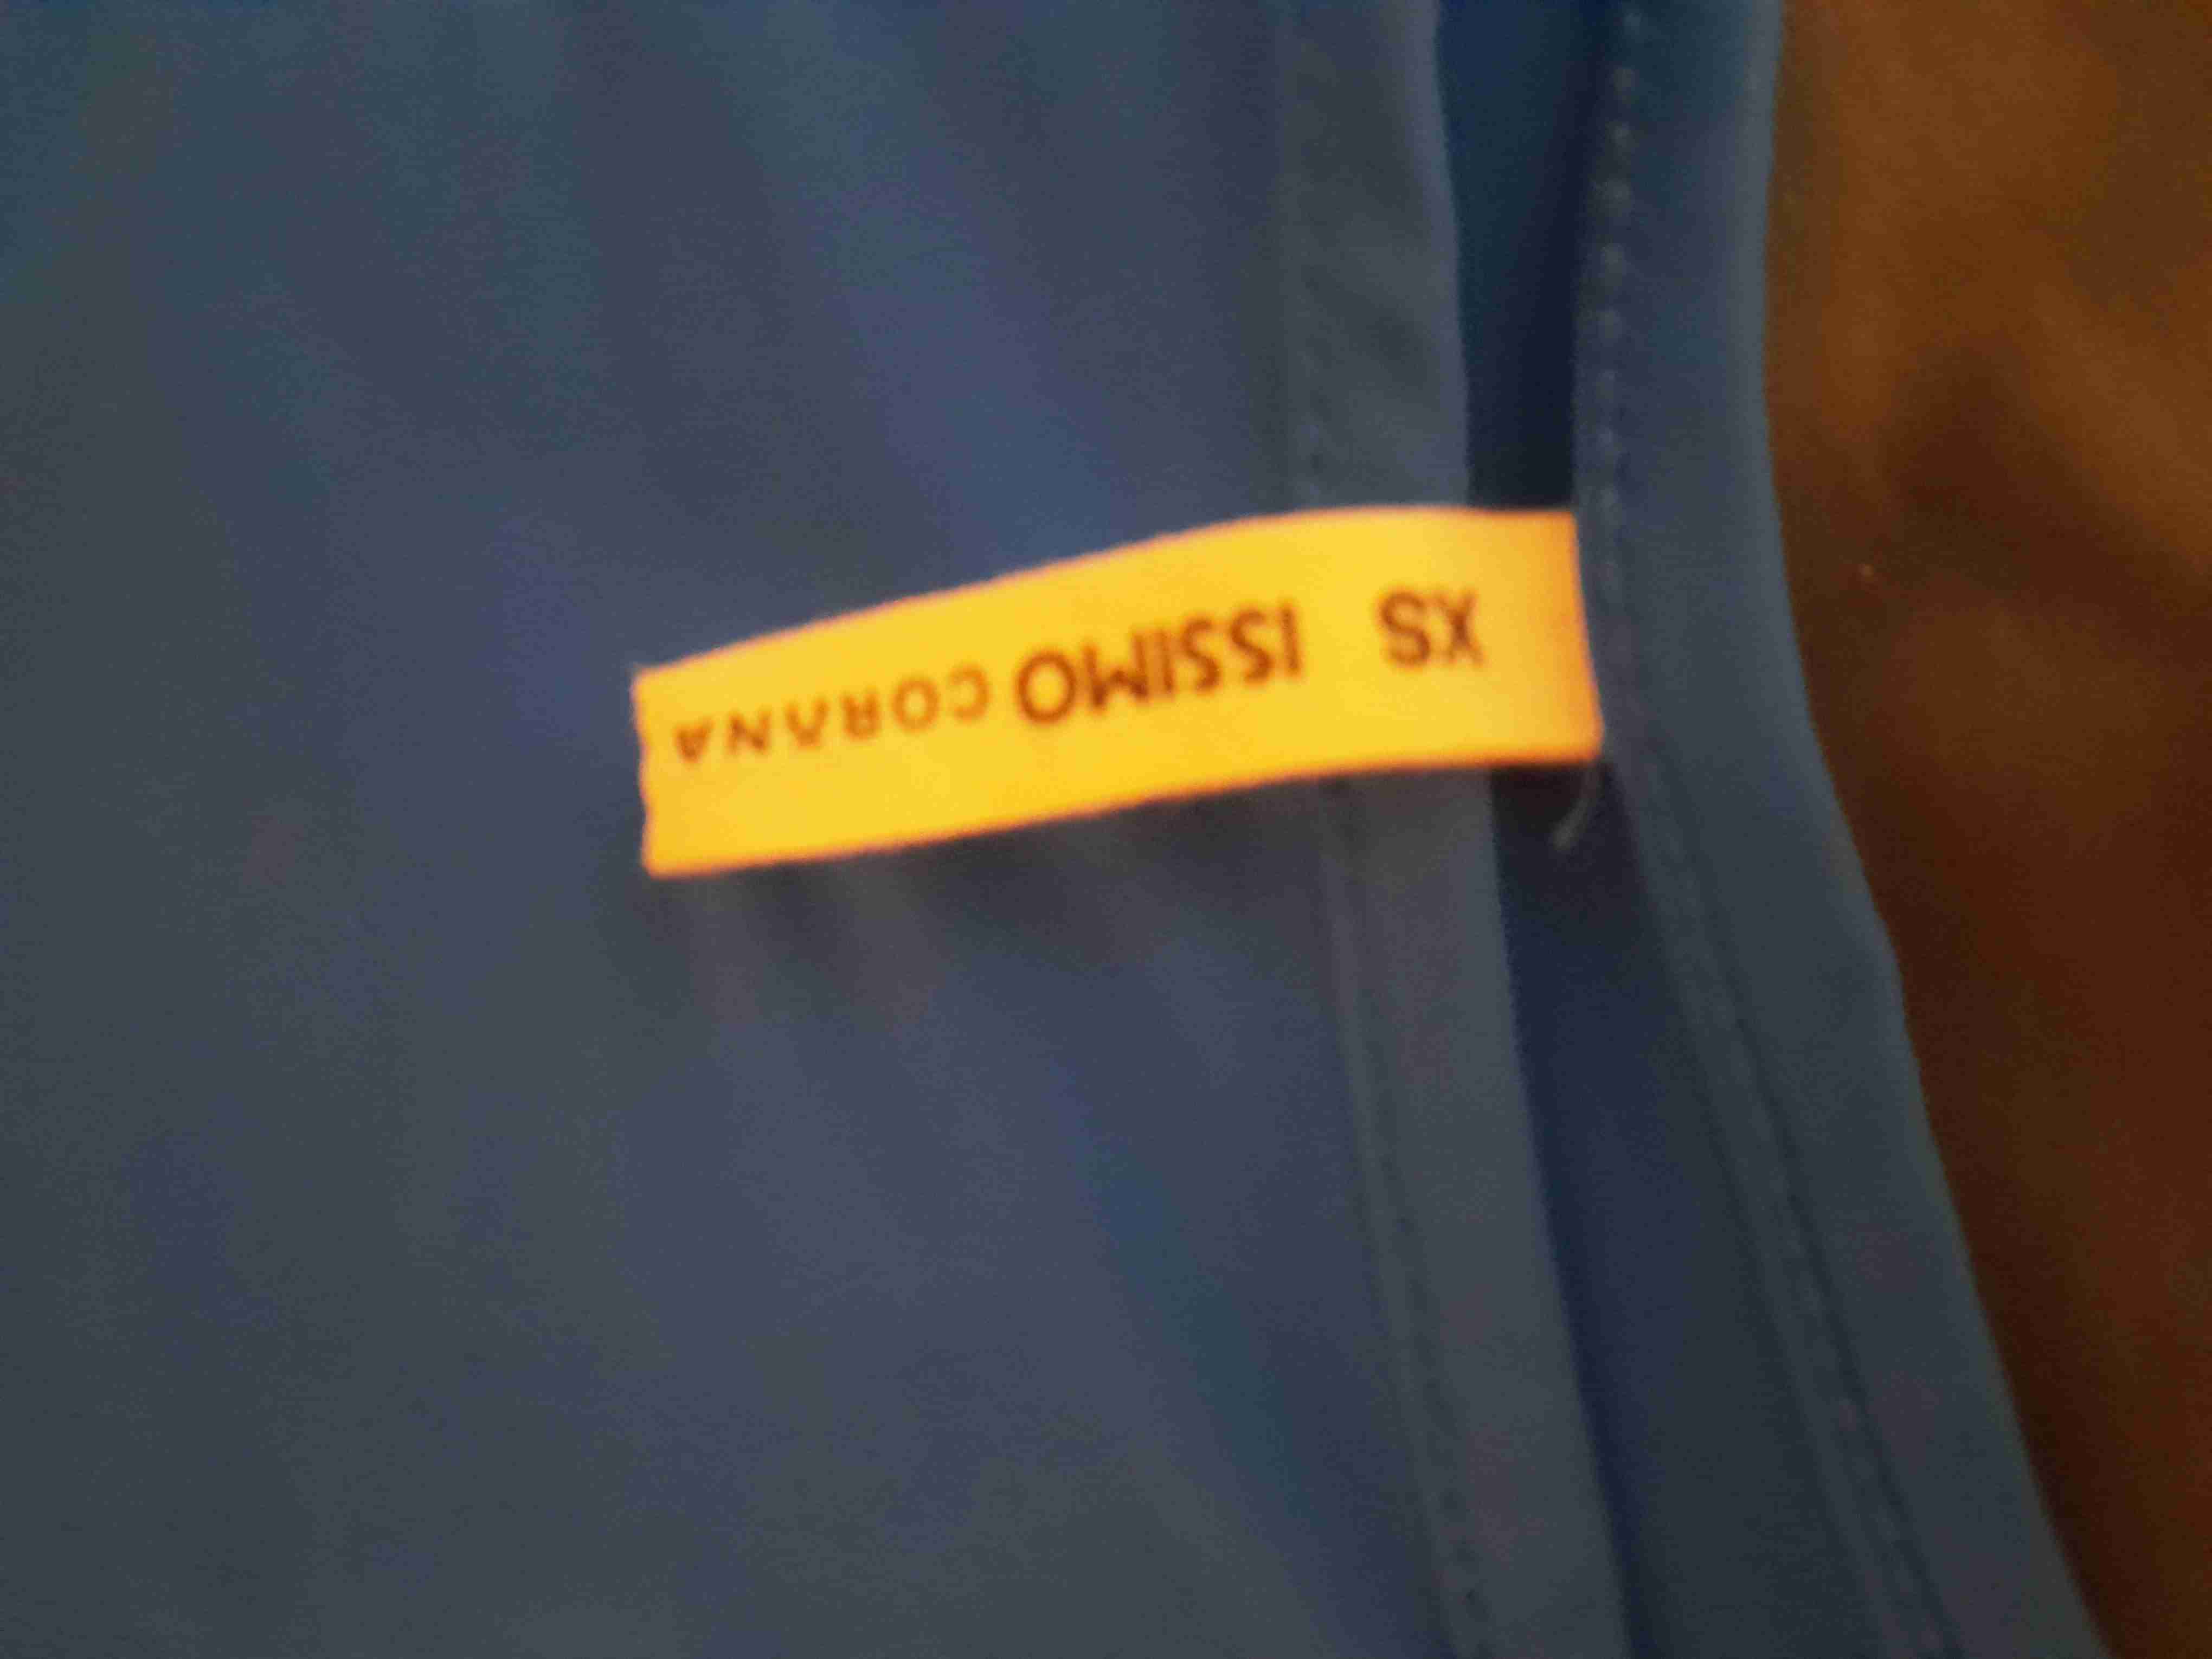 XS ISSIMO CORANA